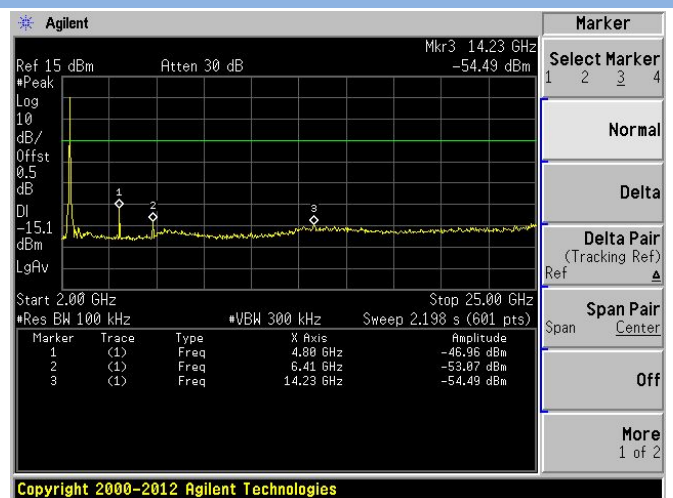 Agilent
Marker
Mkr3 14.23 GHz
Ref 15 dBm Atten 30 dB -54.49 dBm
#Peak
Log
10
dB/
Offst
0.5
dB
DI
-15.1
dBm
LgAv
1
2
3
Start 2.00 GHz Stop 25.00 GHz
#Res BW 100 kHz #VBW 300 kHz Sweep 2.198 s (601 pts)
Marker Trace Type X Axis Amplitude
1 (1) Freq 4.80 GHz -46.96 dBm
2 (1) Freq 6.41 GHz -53.07 dBm
3 (1) Freq 14.23 GHz -54.49 dBm
Select Marker
1 2 3 4
Normal
Delta
Delta Pair
(Tracking Ref)
Ref Δ
Span Pair
Span Center
Off
More
1 of 2
Copyright 2000-2012 Agilent Technologies